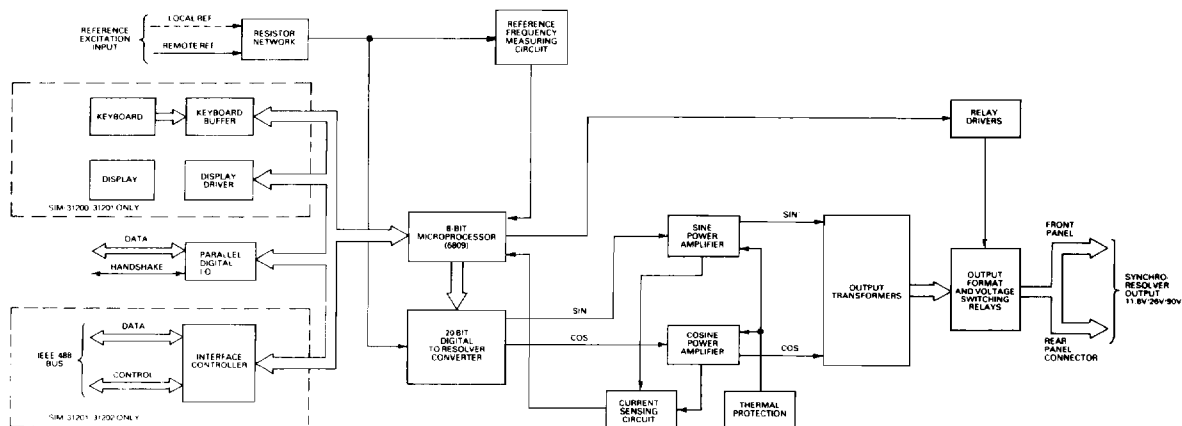 REFERENCE
EXCITATION
INPUT
LOCAL REF
REMOTE REF
RESISTOR
NETWORK
REFERENCE
FREQUENCY
MEASURING
CIRCUIT
KEYBOARD
KEYBOARD
BUFFER
DISPLAY
DISPLAY
DRIVER
SIM-31200 31201 ONLY
RELAY
DRIVERS
DATA
HANDSHAKE
PARALLEL
DIGITAL
I/O
8-BIT
MICROPROCESSOR
(6809)
SINE
POWER
AMPLIFIER
SIN
OUTPUT
TRANSFORMERS
OUTPUT
FORMAT
AND VOLTAGE
SWITCHING
RELAYS
FRONT
PANEL
SYNCHRO-
RESOLVER
OUTPUT
11.8V/26V/90V
REAR
PANEL
CONNECTOR
IEEE 488
BUS
DATA
CONTROL
INTERFACE
CONTROLLER
SIM-31201 31202 ONLY
20-BIT
DIGITAL
TO RESOLVER
CONVERTER
SIN
COS
COSINE
POWER
AMPLIFIER
COS
CURRENT
SENSING
CIRCUIT
THERMAL
PROTECTION